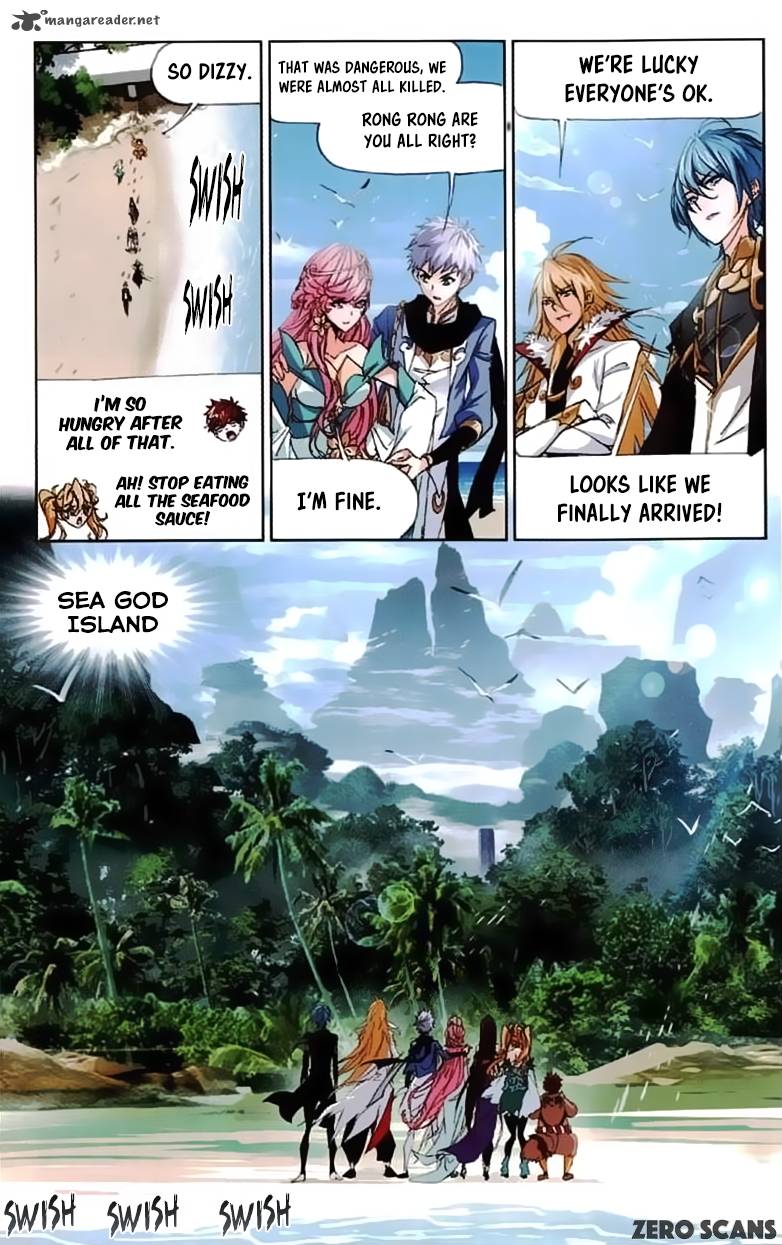 mangareader.net
SO DIZZY.
SWISH
SWISH
I'M SO
HUNGRY AFTER
ALL OF THAT.
AH! STOP EATING
ALL THE SEAFOOD
SAUCE!
THAT WAS DANGEROUS, WE
WERE ALMOST ALL KILLED.
RONG RONG ARE
YOU ALL RIGHT?
I'M FINE.
WE'RE LUCKY
EVERYONE'S OK.
LOOKS LIKE WE
FINALLY ARRIVED!
SEA GOD
ISLAND
SWISH SWISH SWISH
ZERO SCANS